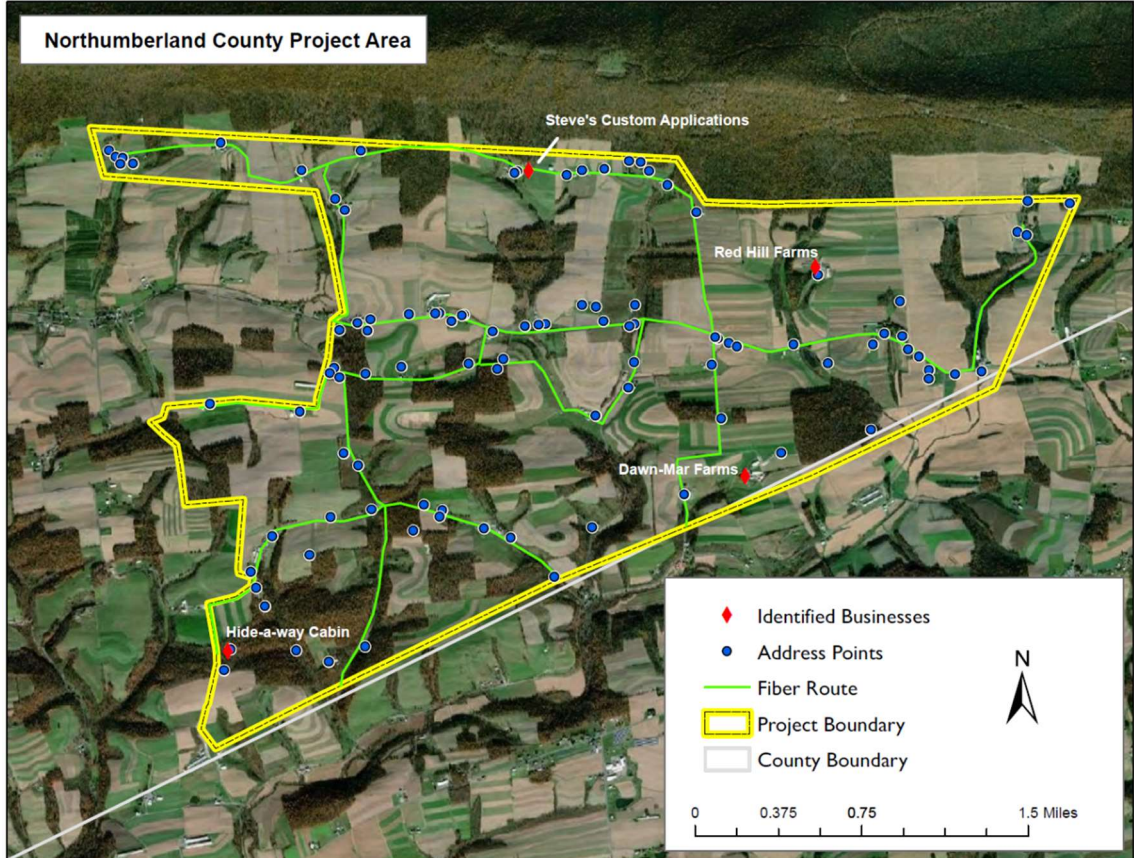 Northumberland County Project Area
Steve's Custom Applications
Red Hill Farms
Dawn-Mar Farms
Hide-a-way Cabin
Identified Businesses
Address Points
Fiber Route
Project Boundary
County Boundary
N
0 0.375 0.75 1.5 Miles